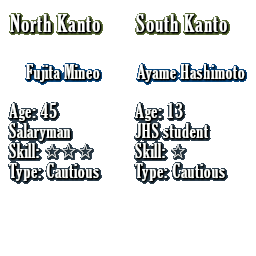 North Kanto
Fujita Mineo
Age: 45
Salaryman
Skill: ☆☆☆
Type: Cautious
South Kanto
Ayame Hashimoto
Age: 13
JHS student
Skill: ☆
Type: Cautious